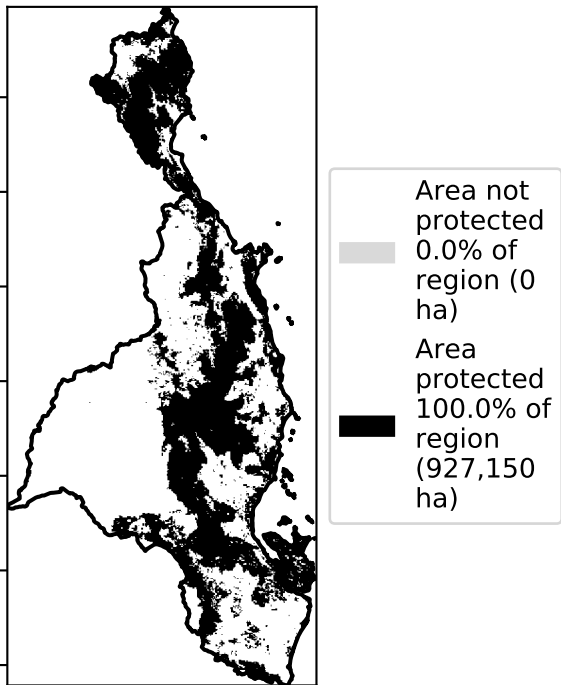 Area not
protected
0.0% of
region (0
ha)
Area
protected
100.0% of
region
(927,150
ha)